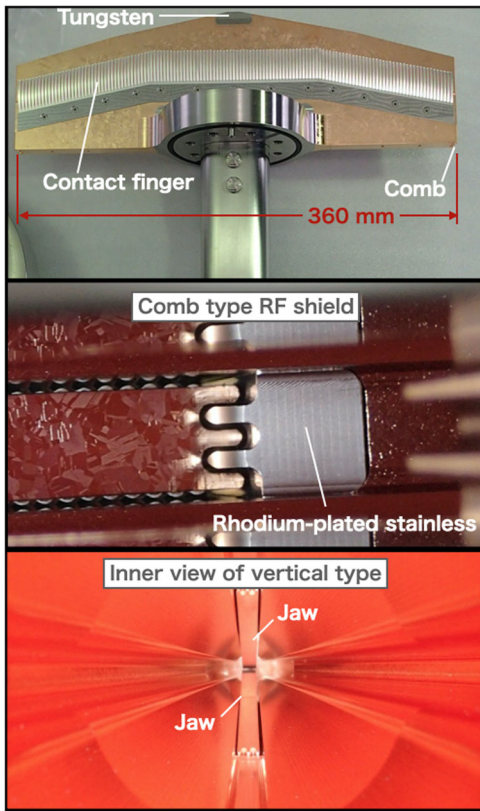 Tungsten
Contact finger
Comb
360 mm
Comb type RF shield
Rhodium-plated stainless
Inner view of vertical type
Jaw
Jaw